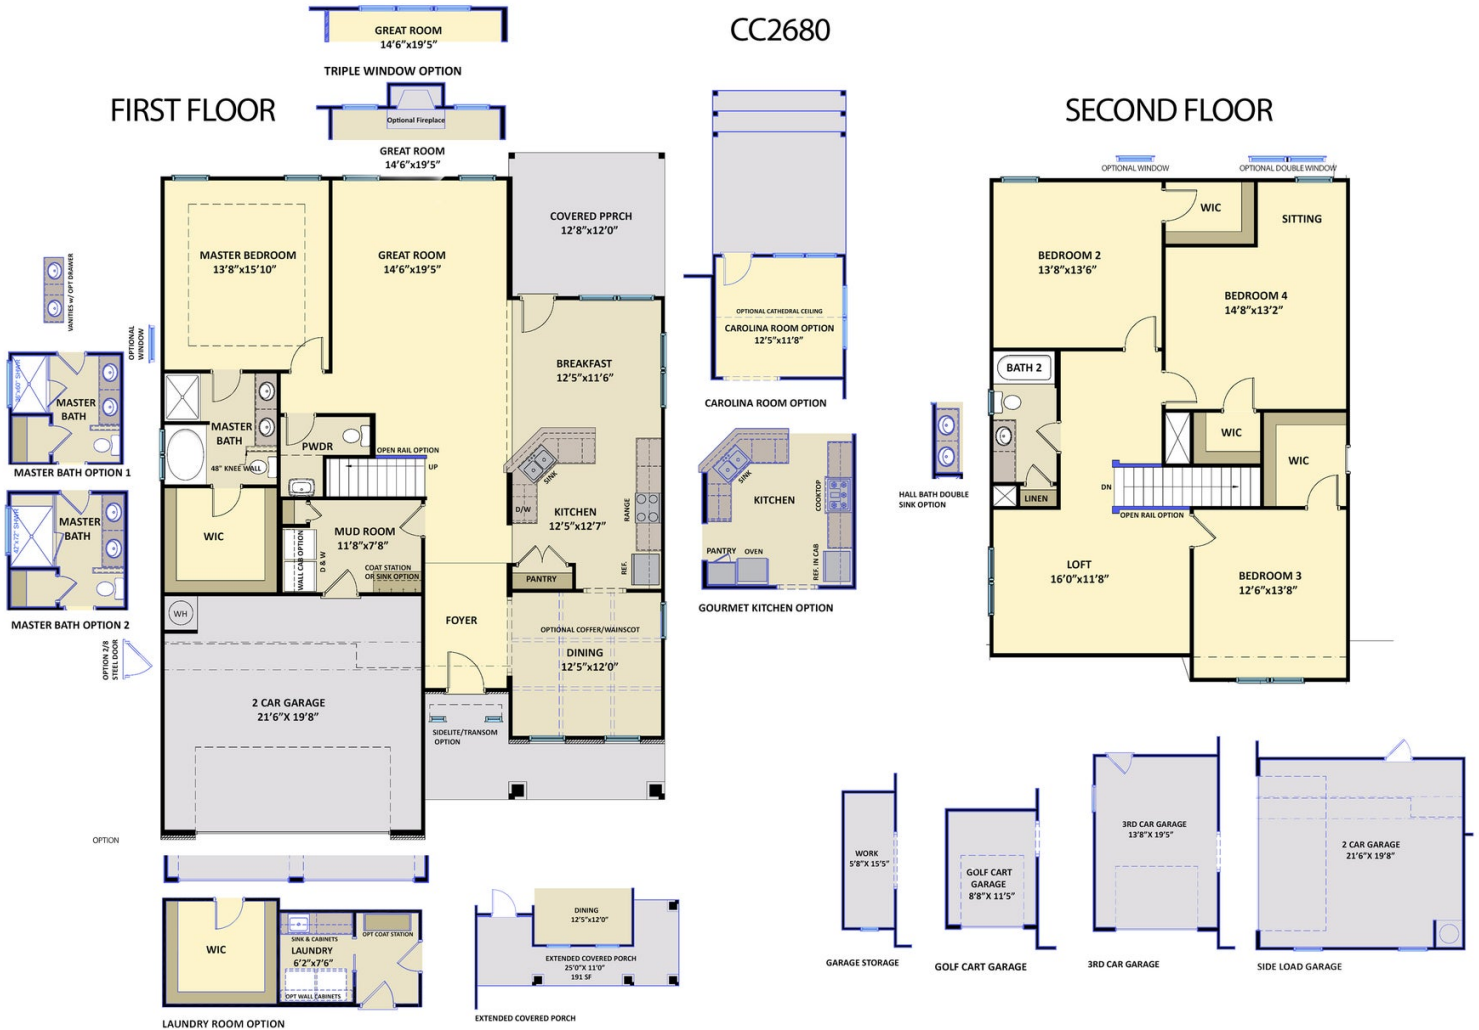 CC2680
FIRST FLOOR
SECOND FLOOR
GREAT ROOM
14'6"x19'5"
TRIPLE WINDOW OPTION
Optional Fireplace
GREAT ROOM
14'6"x19'5"
MASTER BEDROOM
13'8"x15'10"
GREAT ROOM
14'6"x19'5"
COVERED PPRCH
12'8"x12'0"
BREAKFAST
12'5"x11'6"
VANITIES w/ OPT DRAWER
OPTIONAL
WINDOW
MASTER
BATH
MASTER BATH OPTION 1
42"x72" SHWR
MASTER
BATH
MASTER BATH OPTION 2
OPTION 2/8
STEEL DOOR
MASTER
BATH
48" KNEE WALL
PWDR
OPEN RAIL OPTION
UP
WIC
MUD ROOM
11'8"x7'8"
WALL CAB OPTION
D & W
COAT STATION
OR SINK OPTION
SINK
D/W
KITCHEN
12'5"x12'7"
RANGE
REF.
PANTRY
WH
FOYER
OPTIONAL COFFER/WAINSCOT
DINING
12'5"x12'0"
2 CAR GARAGE
21'6"X 19'8"
SIDELITE/TRANSOM
OPTION
OPTION
WIC
SINK & CABINETS
LAUNDRY
6'2"x7'6"
OPT WALL CABINETS
OPT COAT STATION
LAUNDRY ROOM OPTION
DINING
12'5"x12'0"
EXTENDED COVERED PORCH
25'0"X 11'0"
191 SF
EXTENDED COVERED PORCH
OPTIONAL CATHEDRAL CEILING
CAROLINA ROOM OPTION
12'5"x11'8"
CAROLINA ROOM OPTION
SINK
KITCHEN
COOKTOP
PANTRY
OVEN
REF. IN CAB
GOURMET KITCHEN OPTION
OPTIONAL WINDOW
OPTIONAL DOUBLE WINDOW
BEDROOM 2
13'8"x13'6"
WIC
SITTING
BEDROOM 4
14'8"x13'2"
BATH 2
WIC
WIC
HALL BATH DOUBLE
SINK OPTION
LINEN
DN
OPEN RAIL OPTION
LOFT
16'0"x11'8"
BEDROOM 3
12'6"x13'8"
WORK
5'8"X 15'5"
GARAGE STORAGE
GOLF CART
GARAGE
8'8"X 11'5"
GOLF CART GARAGE
3RD CAR GARAGE
13'8"X 19'5"
3RD CAR GARAGE
2 CAR GARAGE
21'6"X 19'8"
SIDE LOAD GARAGE